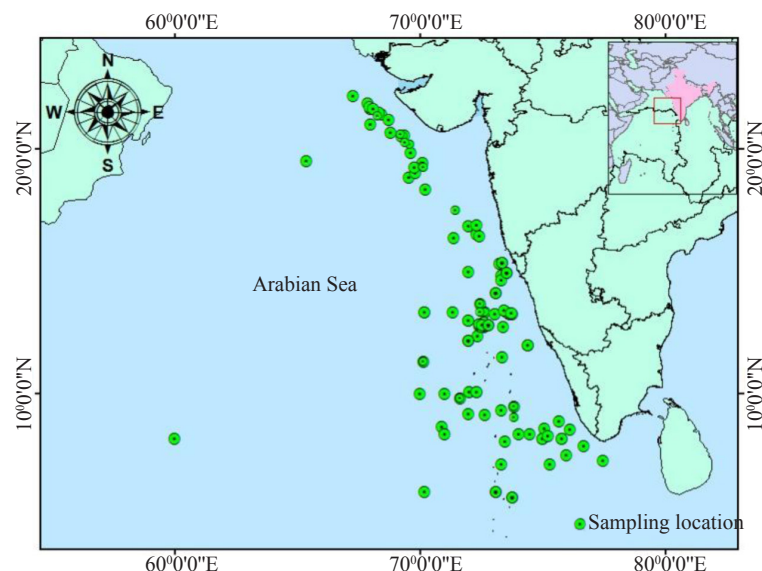 60⁰0'0"E 70⁰0'0"E 80⁰0'0"E
N
W E
S
20⁰0'0"N 20⁰0'0"N
Arabian Sea
10⁰0'0"N 10⁰0'0"N
Sampling location
60⁰0'0"E 70⁰0'0"E 80⁰0'0"E